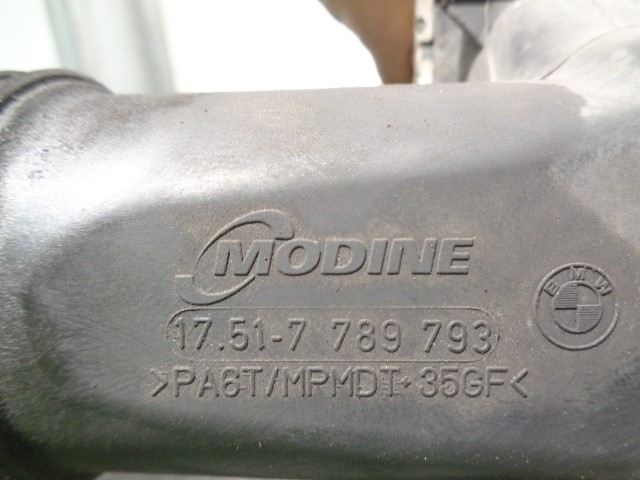 MODINE
BMW
17.51-7 789 793
>PA6T/MPMDT+35GF<